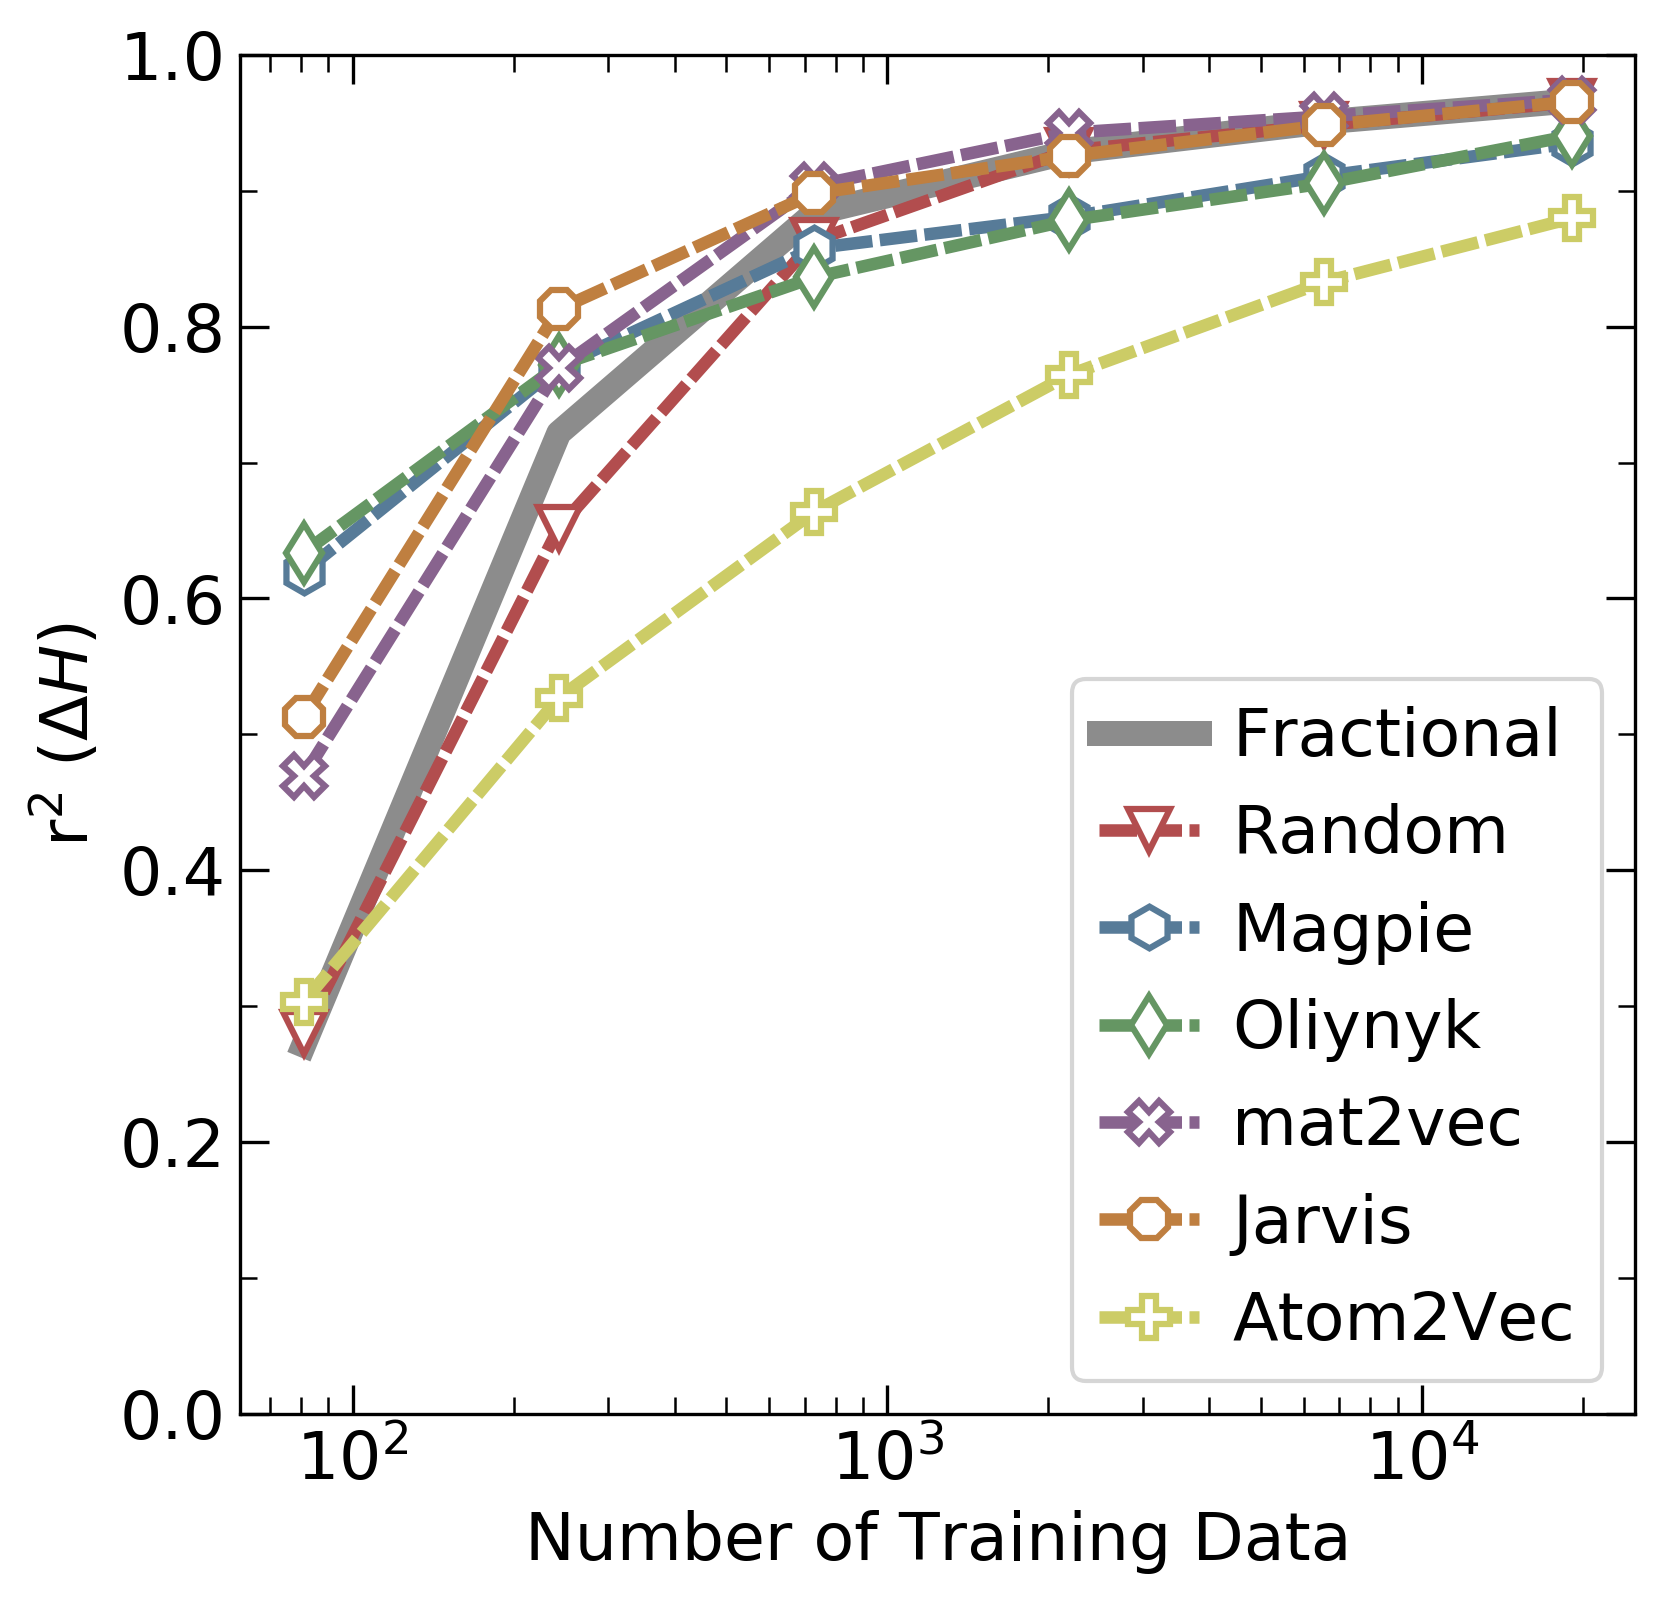 1.0
0.8
0.6
0.4
0.2
0.0
r² (ΔH)
10² 10³ 10⁴
Number of Training Data
Fractional
Random
Magpie
Oliynyk
mat2vec
Jarvis
Atom2Vec